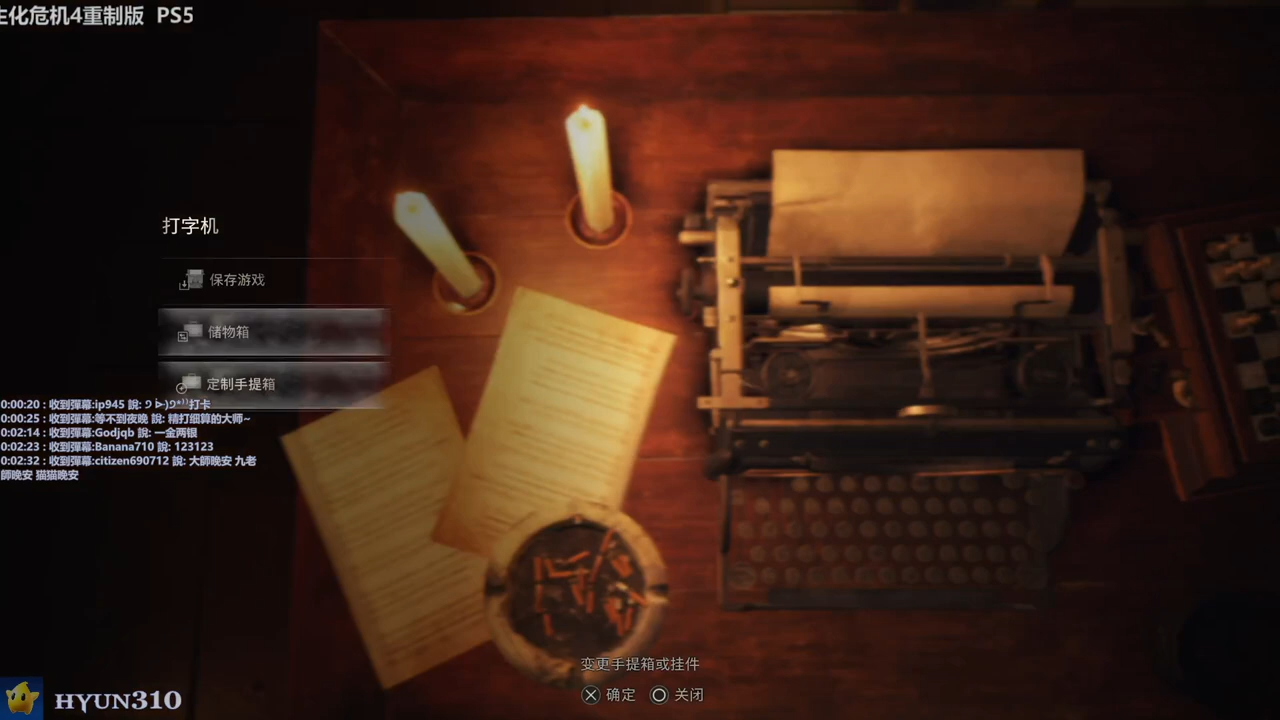 生化危机4重制版 PS5
打字机
保存游戏
储物箱
定制手提箱
0:00:20 : 收到彈幕:ip945 說: 打卡
0:00:25 : 收到彈幕:等不到夜晚 說: 精打細算的大师~
0:02:14 : 收到彈幕:Godjqb 說: 一金两银
0:02:23 : 收到彈幕:Banana710 說: 123123
0:02:32 : 收到彈幕:citizen690712 說: 大師晚安 九老
師晚安 猫猫晚安
变更手提箱或挂件
确定 关闭
HYUN310